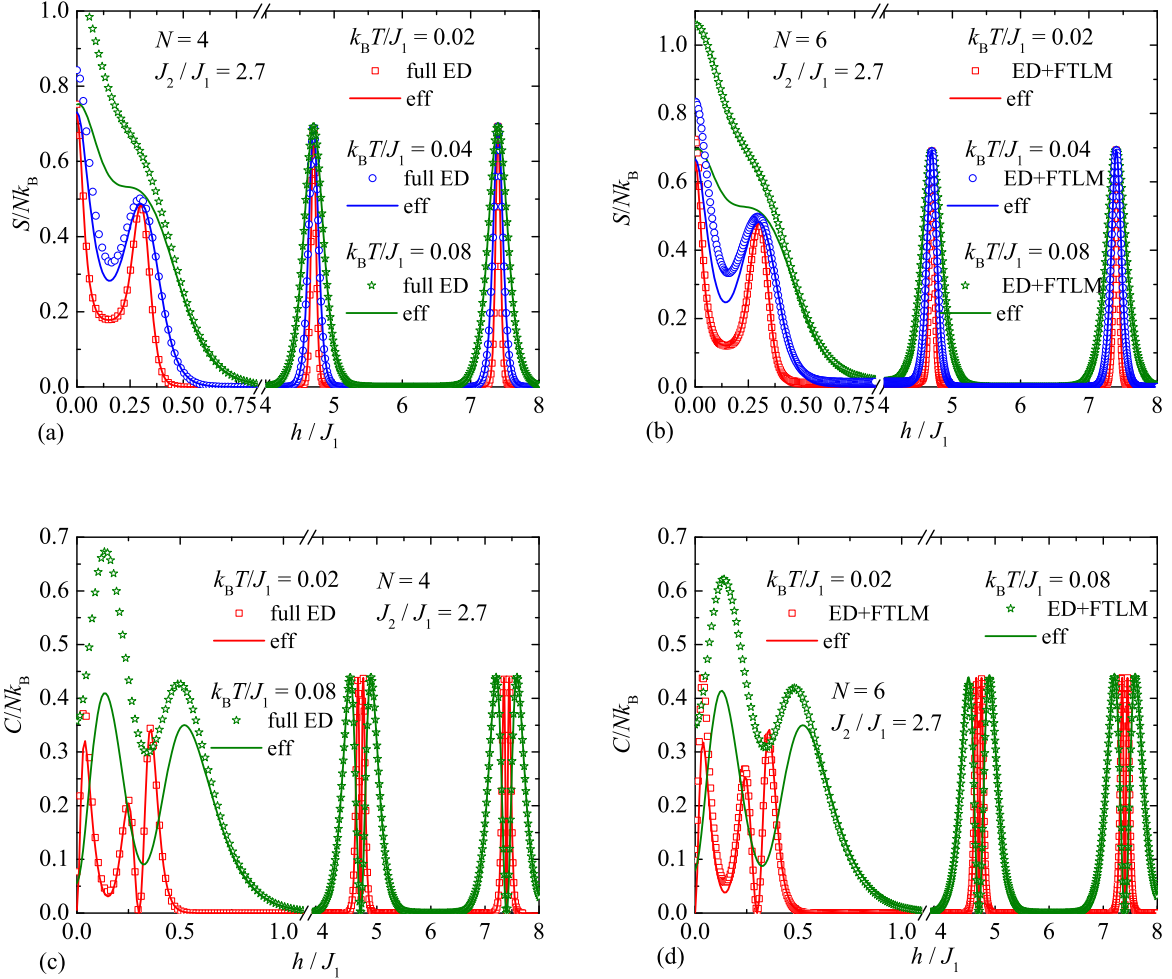 S/Nk_B
1.0
0.8
0.6
0.4
0.2
0.0
N = 4
J_2 / J_1 = 2.7
k_BT/J_1 = 0.02
full ED
eff
k_BT/J_1 = 0.04
full ED
eff
k_BT/J_1 = 0.08
full ED
eff
0.00 0.25 0.50 0.75 4 5 6 7 8
(a)
h / J_1
S/Nk_B
1.0
0.8
0.6
0.4
0.2
0.0
N = 6
J_2 / J_1 = 2.7
k_BT/J_1 = 0.02
ED+FTLM
eff
k_BT/J_1 = 0.04
ED+FTLM
eff
k_BT/J_1 = 0.08
ED+FTLM
eff
0.00 0.25 0.50 0.75 4 5 6 7 8
(b)
h / J_1
C/Nk_B
0.7
0.6
0.5
0.4
0.3
0.2
0.1
0.0
k_BT/J_1 = 0.02
full ED
eff
k_BT/J_1 = 0.08
full ED
eff
N = 4
J_2 / J_1 = 2.7
0.0 0.5 1.0 4 5 6 7 8
(c)
h / J_1
C/Nk_B
0.7
0.6
0.5
0.4
0.3
0.2
0.1
0.0
k_BT/J_1 = 0.02
ED+FTLM
eff
k_BT/J_1 = 0.08
ED+FTLM
eff
N = 6
J_2 / J_1 = 2.7
0.0 0.5 1.0 4 5 6 7 8
(d)
h / J_1